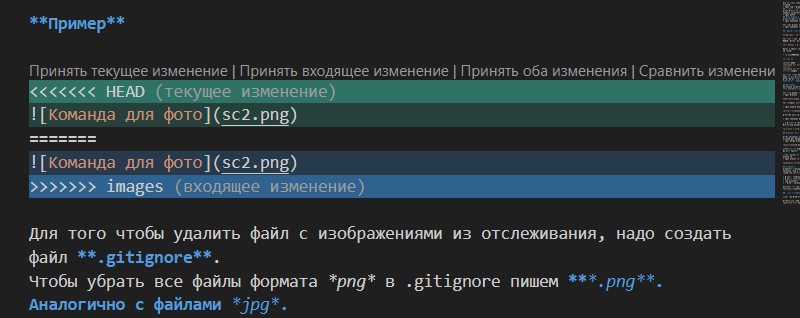 **Пример**
Принять текущее изменение | Принять входящее изменение | Принять оба изменения | Сравнить изменени
<<<<<<< HEAD (текущее изменение)
![Команда для фото](sc2.png)
=======
![Команда для фото](sc2.png)
>>>>>>> images (входящее изменение)
Для того чтобы удалить файл с изображениями из отслеживания, надо создать
файл **.gitignore**.
Чтобы убрать все файлы формата *png* в .gitignore пишем ***.png**.
Аналогично с файлами *jpg*.